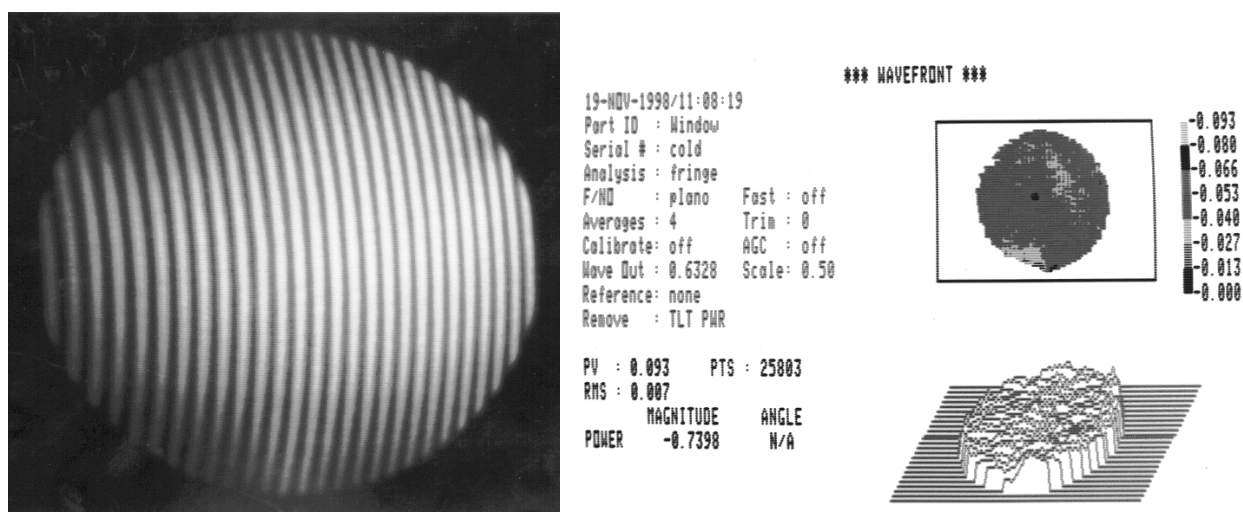 *** WAVEFRONT ***
19-NOV-1998/11:08:19
Part ID : Window
Serial # : cold
Analysis : fringe
F/NO : plano Fast : off
Averages : 4 Trim : 0
Calibrate: off AGC : off
Wave Out : 0.6328 Scale: 0.50
Reference: none
Remove : TLT PWR
PV : 0.093 PTS : 25803
RMS : 0.007
MAGNITUDE ANGLE
POWER -0.7398 N/A
-0.093
-0.080
-0.066
-0.053
-0.040
-0.027
-0.013
-0.000